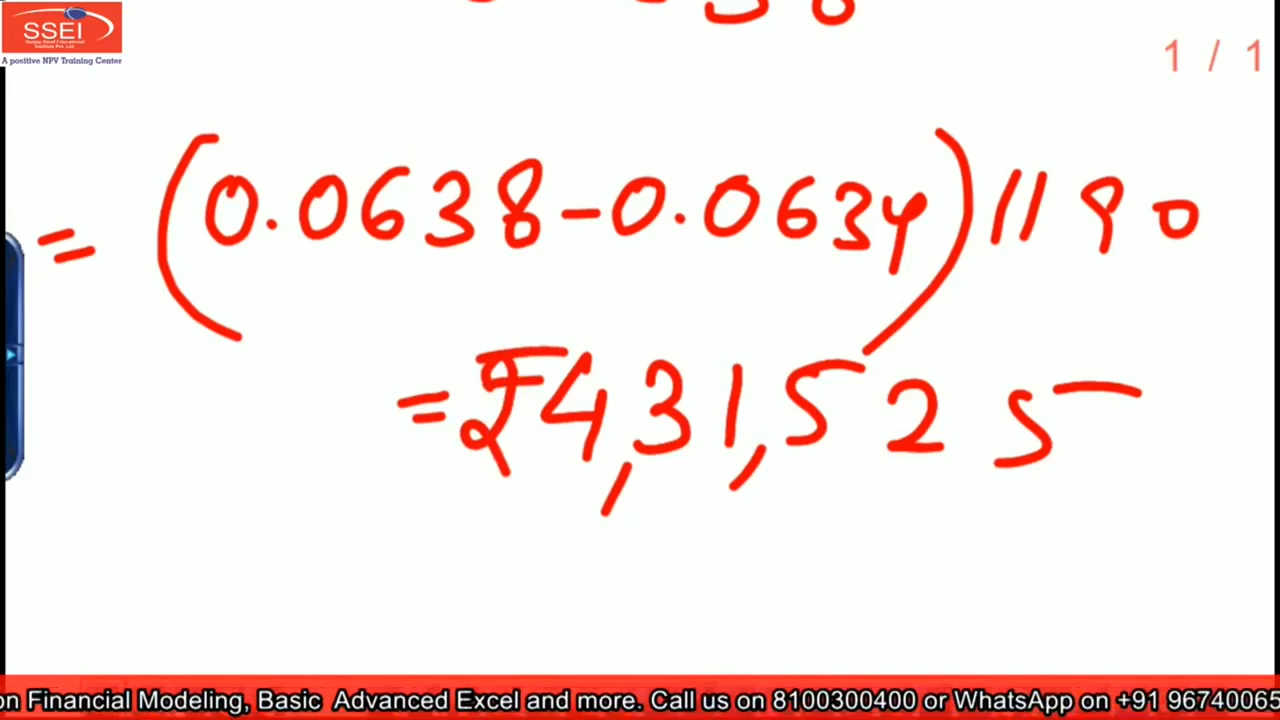 SSEI
A positive NPV Training Center
1 / 1
= (0.0638-0.0634) 1190
= ₹4,31,525
on Financial Modeling, Basic Advanced Excel and more. Call us on 8100300400 or WhatsApp on +91 96740065